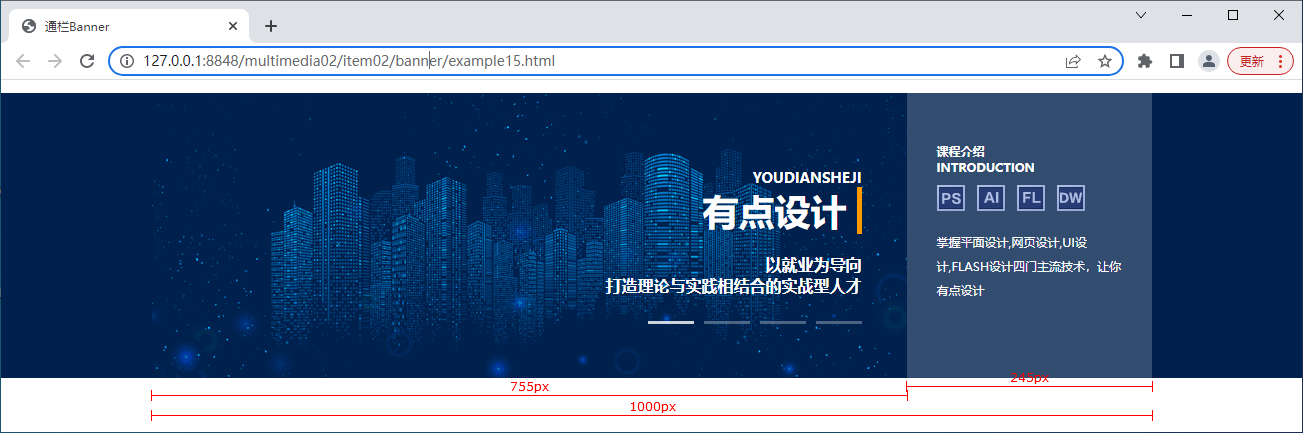 通栏Banner
127.0.0.1:8848/multimedia02/item02/banner/example15.html
更新
YOUDIANSHEJI
有点设计
以就业为导向
打造理论与实践相结合的实战型人才
课程介绍
INTRODUCTION
PS AI FL DW
掌握平面设计,网页设计,UI设
计,FLASH设计四门主流技术，让你
有点设计
755px
245px
1000px